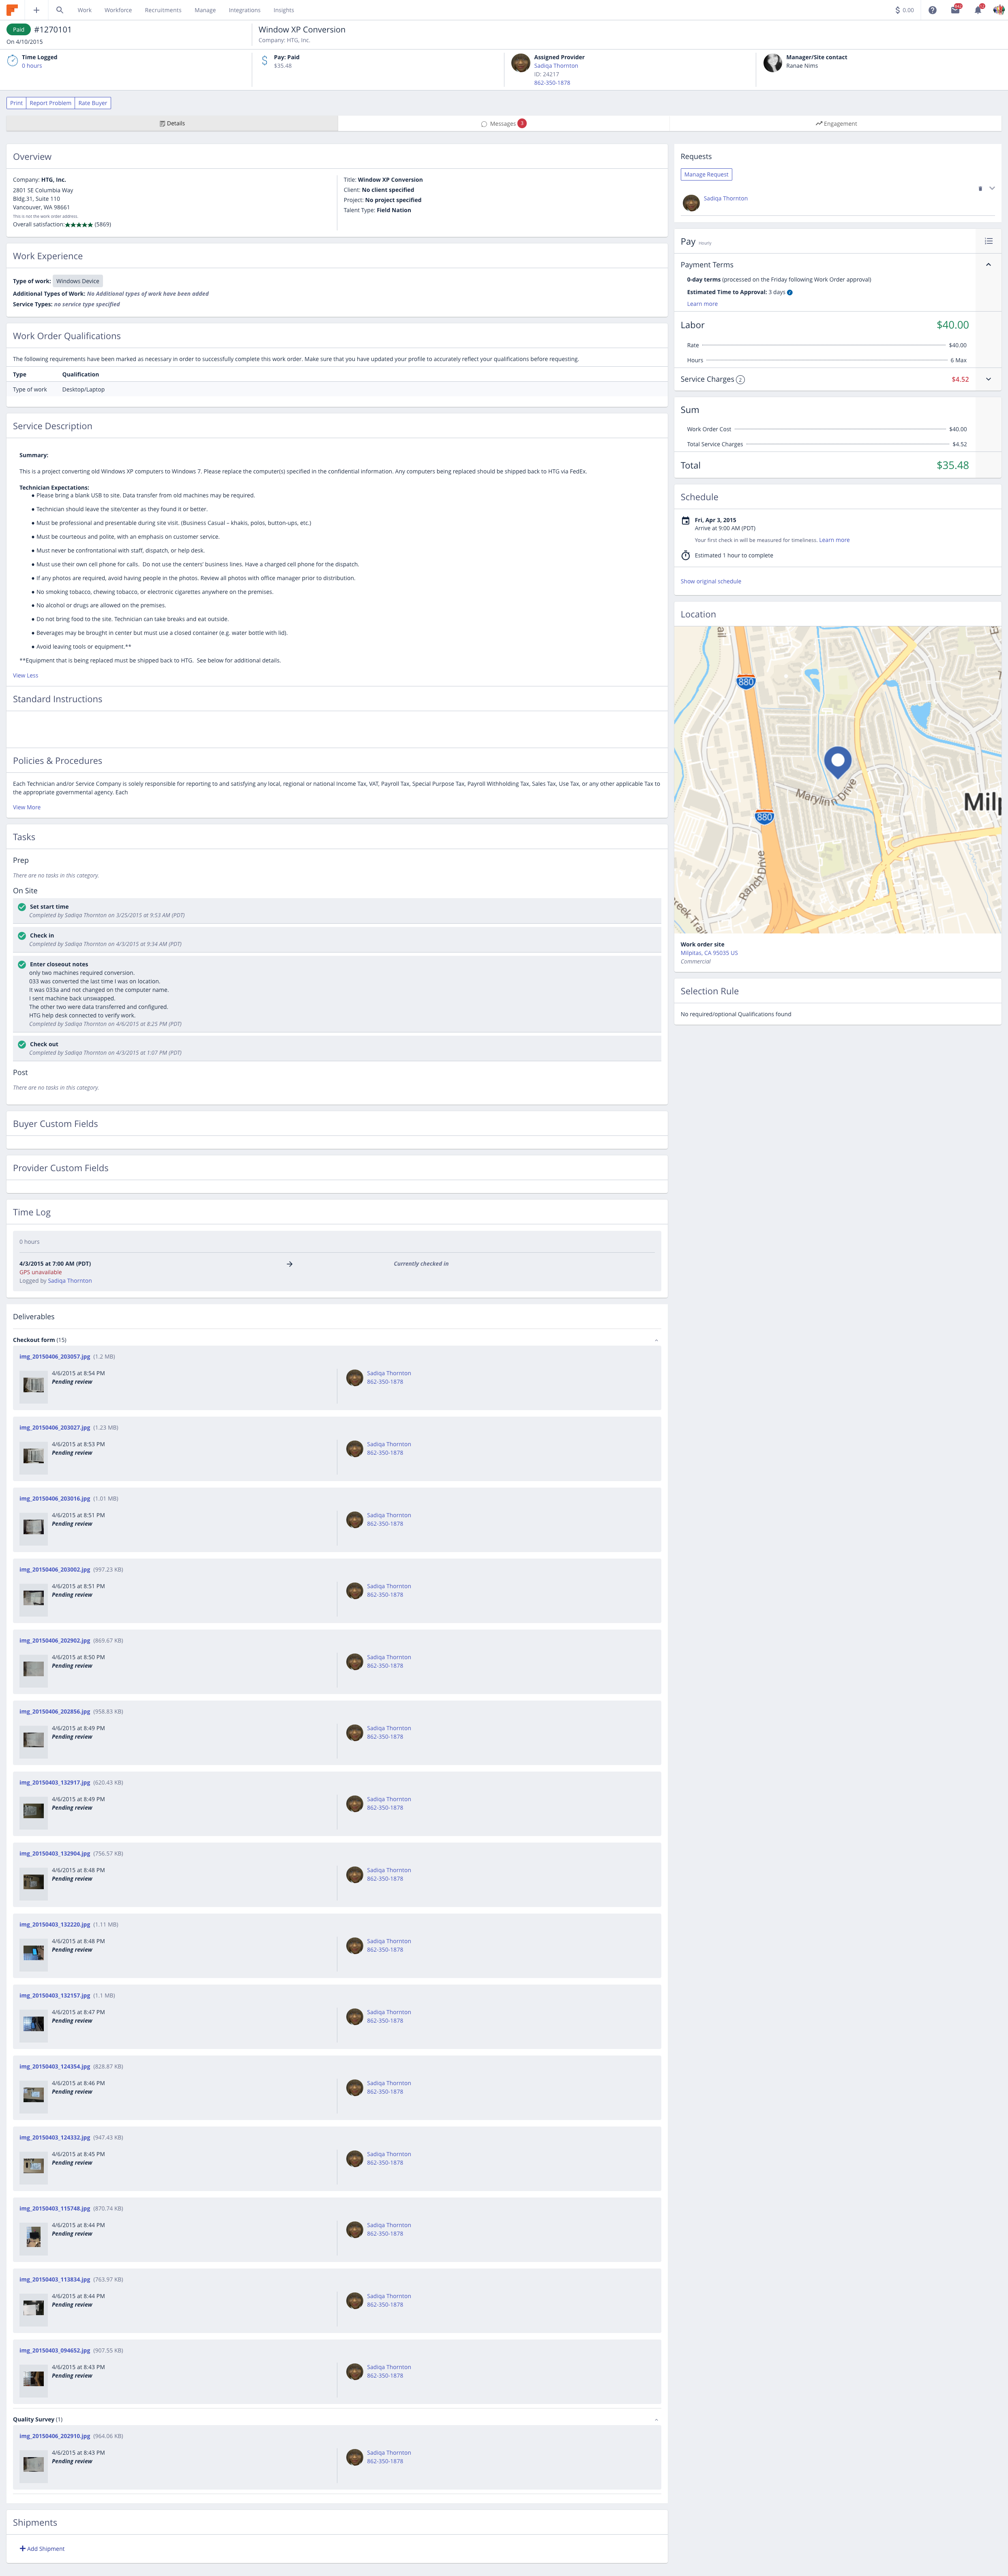 Work Workforce Recruitments Manage Integrations Insights
$ 0.00
Paid #1270101
On 4/10/2015
Window XP Conversion
Company: HTG, Inc.
Time Logged
0 hours
Pay: Paid
$35.48
Assigned Provider
Sadiqa Thornton
ID: 24217
862-350-1878
Manager/Site contact
Ranae Nims
Print Report Problem Rate Buyer
Details
Messages
Engagement
Overview
Company: HTG, Inc.
2801 SE Columbia Way
Bldg.31, Suite 110
Vancouver, WA 98661
This is not the work order address.
Overall satisfaction:★★★★★ (5869)
Title: Window XP Conversion
Client: No client specified
Project: No project specified
Talent Type: Field Nation
Work Experience
Type of work: Windows Device
Additional Types of Work: No Additional types of work have been added
Service Types: no service type specified
Work Order Qualifications
The following requirements have been marked as necessary in order to successfully complete this work order. Make sure that you have updated your profile to accurately reflect your qualifications before requesting.
Type Qualification
Type of work Desktop/Laptop
Service Description
Summary:
This is a project converting old Windows XP computers to Windows 7. Please replace the computer(s) specified in the confidential information. Any computers being replaced should be shipped back to HTG via FedEx.
Technician Expectations:
• Please bring a blank USB to site. Data transfer from old machines may be required.
• Technician should leave the site/center as they found it or better.
• Must be professional and presentable during site visit. (Business Casual – khakis, polos, button-ups, etc.)
• Must be courteous and polite, with an emphasis on customer service.
• Must never be confrontational with staff, dispatch, or help desk.
• Must use their own cell phone for calls. Do not use the centers' business lines. Have a charged cell phone for the dispatch.
• If any photos are required, avoid having people in the photos. Review all photos with office manager prior to distribution.
• No smoking tobacco, chewing tobacco, or electronic cigarettes anywhere on the premises.
• No alcohol or drugs are allowed on the premises.
• Do not bring food to the site. Technician can take breaks and eat outside.
• Beverages may be brought in center but must use a closed container (e.g. water bottle with lid).
• Avoid leaving tools or equipment.**
**Equipment that is being replaced must be shipped back to HTG. See below for additional details.
View Less
Standard Instructions
Policies & Procedures
Each Technician and/or Service Company is solely responsible for reporting to and satisfying any local, regional or national Income Tax, VAT, Payroll Tax, Special Purpose Tax, Payroll Withholding Tax, Sales Tax, Use Tax, or any other applicable Tax to
the appropriate governmental agency. Each
View More
Tasks
Prep
There are no tasks in this category.
On Site
Set start time
Completed by Sadiqa Thornton on 3/25/2015 at 9:53 AM (PDT)
Check in
Completed by Sadiqa Thornton on 4/3/2015 at 9:34 AM (PDT)
Enter closeout notes
only two machines required conversion.
033 was converted the last time I was on location.
It was 033a and not changed on the computer name.
I sent machine back unswapped.
The other two were data transferred and configured.
HTG help desk connected to verify work.
Completed by Sadiqa Thornton on 4/6/2015 at 8:25 PM (PDT)
Check out
Completed by Sadiqa Thornton on 4/3/2015 at 1:07 PM (PDT)
Post
There are no tasks in this category.
Buyer Custom Fields
Provider Custom Fields
Time Log
0 hours
4/3/2015 at 7:00 AM (PDT) → Currently checked in
GPS unavailable
Logged by Sadiqa Thornton
Deliverables
Checkout form (15)
img_20150406_203057.jpg (1.2 MB)
4/6/2015 at 8:54 PM Sadiqa Thornton
Pending review 862-350-1878
img_20150406_203027.jpg (1.23 MB)
4/6/2015 at 8:53 PM Sadiqa Thornton
Pending review 862-350-1878
img_20150406_203016.jpg (1.01 MB)
4/6/2015 at 8:51 PM Sadiqa Thornton
Pending review 862-350-1878
img_20150406_203002.jpg (997.23 KB)
4/6/2015 at 8:51 PM Sadiqa Thornton
Pending review 862-350-1878
img_20150406_202902.jpg (869.67 KB)
4/6/2015 at 8:50 PM Sadiqa Thornton
Pending review 862-350-1878
img_20150406_202856.jpg (958.83 KB)
4/6/2015 at 8:49 PM Sadiqa Thornton
Pending review 862-350-1878
img_20150403_132917.jpg (620.43 KB)
4/6/2015 at 8:49 PM Sadiqa Thornton
Pending review 862-350-1878
img_20150403_132904.jpg (756.57 KB)
4/6/2015 at 8:48 PM Sadiqa Thornton
Pending review 862-350-1878
img_20150403_132220.jpg (1.11 MB)
4/6/2015 at 8:48 PM Sadiqa Thornton
Pending review 862-350-1878
img_20150403_132157.jpg (1.1 MB)
4/6/2015 at 8:47 PM Sadiqa Thornton
Pending review 862-350-1878
img_20150403_124354.jpg (828.87 KB)
4/6/2015 at 8:46 PM Sadiqa Thornton
Pending review 862-350-1878
img_20150403_124332.jpg (947.43 KB)
4/6/2015 at 8:45 PM Sadiqa Thornton
Pending review 862-350-1878
img_20150403_115748.jpg (870.74 KB)
4/6/2015 at 8:44 PM Sadiqa Thornton
Pending review 862-350-1878
img_20150403_113834.jpg (763.97 KB)
4/6/2015 at 8:44 PM Sadiqa Thornton
Pending review 862-350-1878
img_20150403_094652.jpg (907.55 KB)
4/6/2015 at 8:43 PM Sadiqa Thornton
Pending review 862-350-1878
Quality Survey (1)
img_20150406_202910.jpg (964.06 KB)
4/6/2015 at 8:43 PM Sadiqa Thornton
Pending review 862-350-1878
Shipments
+ Add Shipment
Requests
Manage Request
Sadiqa Thornton
Pay Hourly
Payment Terms
0-day terms (processed on the Friday following Work Order approval)
Estimated Time to Approval: 3 days
Learn more
Labor $40.00
Rate $40.00
Hours 6 Max
Service Charges 2 $4.52
Sum
Work Order Cost $40.00
Total Service Charges $4.52
Total $35.48
Schedule
Fri, Apr 3, 2015
Arrive at 9:00 AM (PDT)
Your first check in will be measured for timeliness. Learn more
Estimated 1 hour to complete
Show original schedule
Location
880
Marylinn Drive
880
Milp
Ranch Drive
reek Tra
Work order site
Milpitas, CA 95035 US
Commercial
Selection Rule
No required/optional Qualifications found